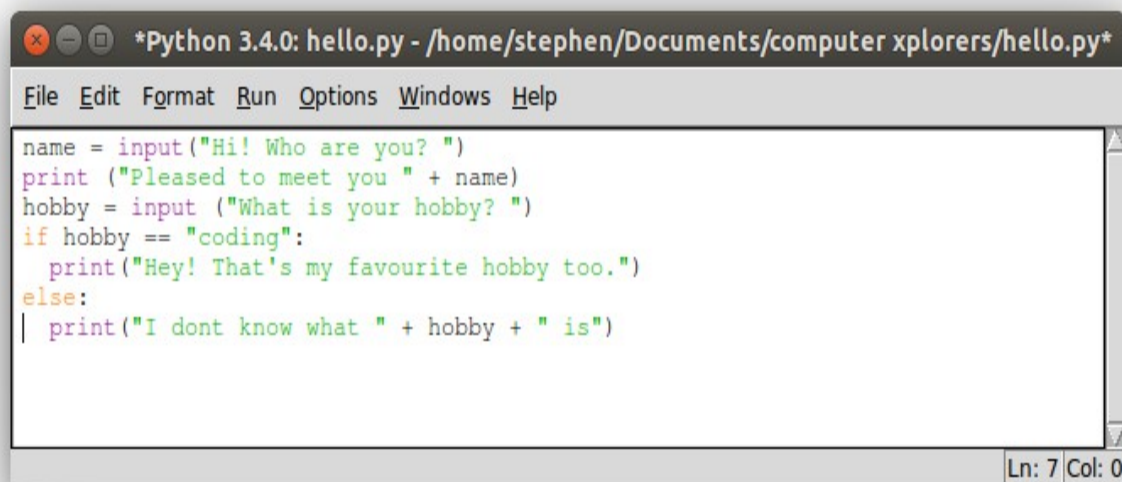 *Python 3.4.0: hello.py - /home/stephen/Documents/computer xplorers/hello.py*
File Edit Format Run Options Windows Help
name = input("Hi! Who are you? ")
print ("Pleased to meet you " + name)
hobby = input ("What is your hobby? ")
if hobby == "coding":
  print("Hey! That's my favourite hobby too.")
else:
  print("I dont know what " + hobby + " is")
Ln: 7 Col: 0